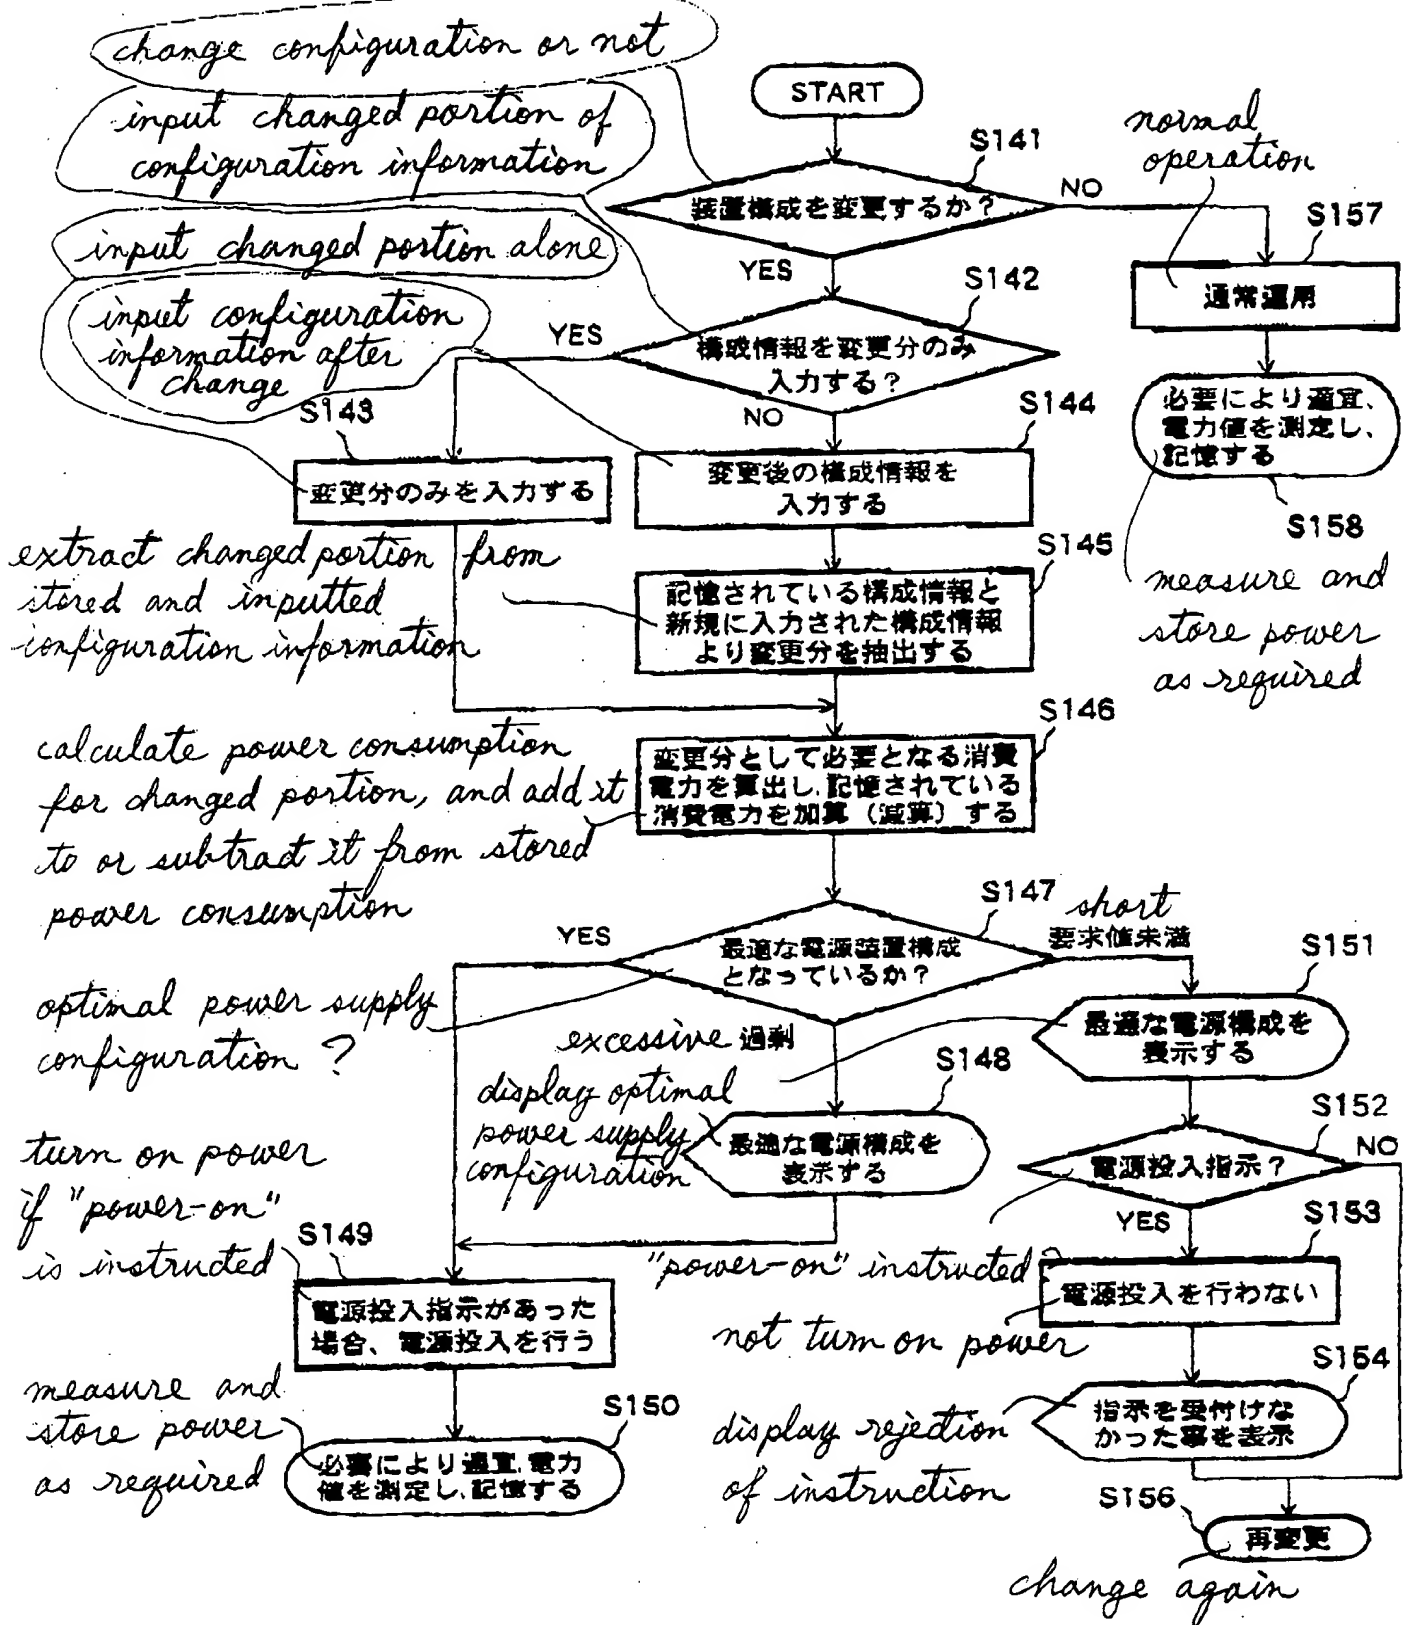 change configuration or not
START
input changed portion of
configuration information
normal
operation
S141
装置構成を変更するか?
NO
YES
S157
通常運用
input changed portion alone
S142
構成情報を変更分のみ
入力する?
YES
NO
input configuration
information after
change
必要により適宜、
電力値を測定し、
記憶する
S158
measure and
store power
as required
S143
変更分のみを入力する
S144
変更後の構成情報を
入力する
extract changed portion from
stored and inputted
configuration information
S145
記憶されている構成情報と
新規に入力された構成情報
より変更分を抽出する
S146
変更分として必要となる消費
電力を算出し、記憶されている
消費電力を加算(減算)する
calculate power consumption
for changed portion, and add it
to or subtract it from stored
power consumption
S147
最適な電源装置構成
となっているか?
YES
short
要求値未満
optimal power supply
configuration ?
excessive 過剰
S151
最適な電源構成を
表示する
S148
最適な電源構成を
表示する
display optimal
power supply
configuration
S152
電源投入指示?
NO
YES
turn on power
if "power-on"
is instructed
S149
電源投入指示があった
場合、電源投入を行う
"power-on" instructed
S153
電源投入を行わない
not turn on power
S154
指示を受付けな
かった事を表示
display rejection
of instruction
measure and
store power
as required
S150
必要により適宜、電力
値を測定し、記憶する
S156
再変更
change again